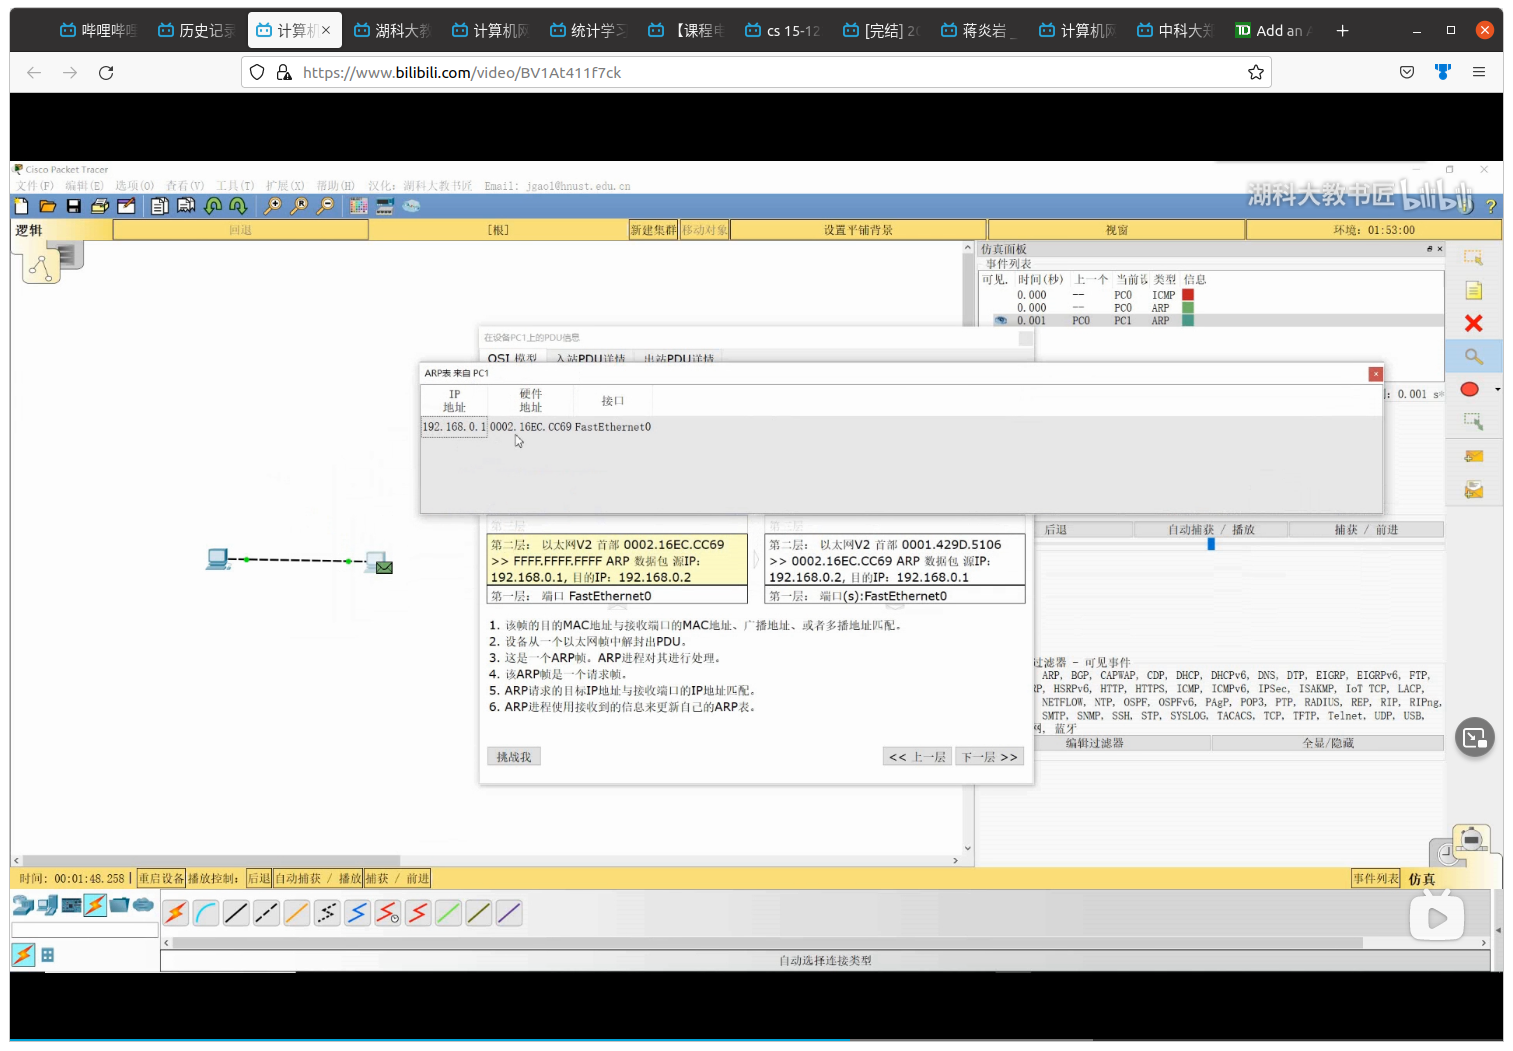 哔哩哔哩
历史记录
计算机
湖科大教
计算机网
统计学习
【课程电
cs 15-12
[完结] 20
蒋炎岩
计算机网
中科大郑
Add an A
https://www.bilibili.com/video/BV1At411f7ck
Cisco Packet Tracer
文件(F) 编辑(E) 选项(O) 查看(V) 工具(T) 扩展(X) 帮助(H) 汉化: 湖科大教书匠 Email: jgao1@hnust.edu.cn
湖科大教书匠 bilibili
逻辑
回退
[根]
新建集群
移动对象
设置平铺背景
视窗
环境: 01:53:00
仿真面板
事件列表
可见. 时间(秒) 上一个 当前设 类型 信息
0.000 -- PC0 ICMP
0.000 -- PC0 ARP
0.001 PC0 PC1 ARP
在设备PC1上的PDU信息
OSI 模型 入站PDU详情 出站PDU详情
ARP表 来自 PC1
IP 地址
硬件 地址
接口
192.168.0.1 0002.16EC.CC69 FastEthernet0
: 0.001 s
第三层
第三层
第二层: 以太网V2 首部 0002.16EC.CC69
>> FFFF.FFFF.FFFF ARP 数据包 源IP:
192.168.0.1, 目的IP: 192.168.0.2
第一层: 端口 FastEthernet0
第二层: 以太网V2 首部 0001.429D.5106
>> 0002.16EC.CC69 ARP 数据包 源IP:
192.168.0.2, 目的IP: 192.168.0.1
第一层: 端口(s):FastEthernet0
1. 该帧的目的MAC地址与接收端口的MAC地址、广播地址、或者多播地址匹配。
2. 设备从一个以太网帧中解封出PDU。
3. 这是一个ARP帧。ARP进程对其进行处理。
4. 该ARP帧是一个请求帧。
5. ARP请求的目标IP地址与接收端口的IP地址匹配。
6. ARP进程使用接收到的信息来更新自己的ARP表。
挑战我
<< 上一层
下一层 >>
后退
自动捕获 / 播放
捕获 / 前进
过滤器 - 可见事件
ARP, BGP, CAPWAP, CDP, DHCP, DHCPv6, DNS, DTP, EIGRP, EIGRPv6, FTP,
RP, HSRPv6, HTTP, HTTPS, ICMP, ICMPv6, IPSec, ISAKMP, IoT TCP, LACP,
NETFLOW, NTP, OSPF, OSPFv6, PAgP, POP3, PTP, RADIUS, REP, RIP, RIPng,
SMTP, SNMP, SSH, STP, SYSLOG, TACACS, TCP, TFTP, Telnet, UDP, USB,
网, 蓝牙
编辑过滤器
全显/隐藏
时间: 00:01:48.258
重启设备
播放控制:
后退
自动捕获 / 播放
捕获 / 前进
事件列表
仿真
自动选择连接类型